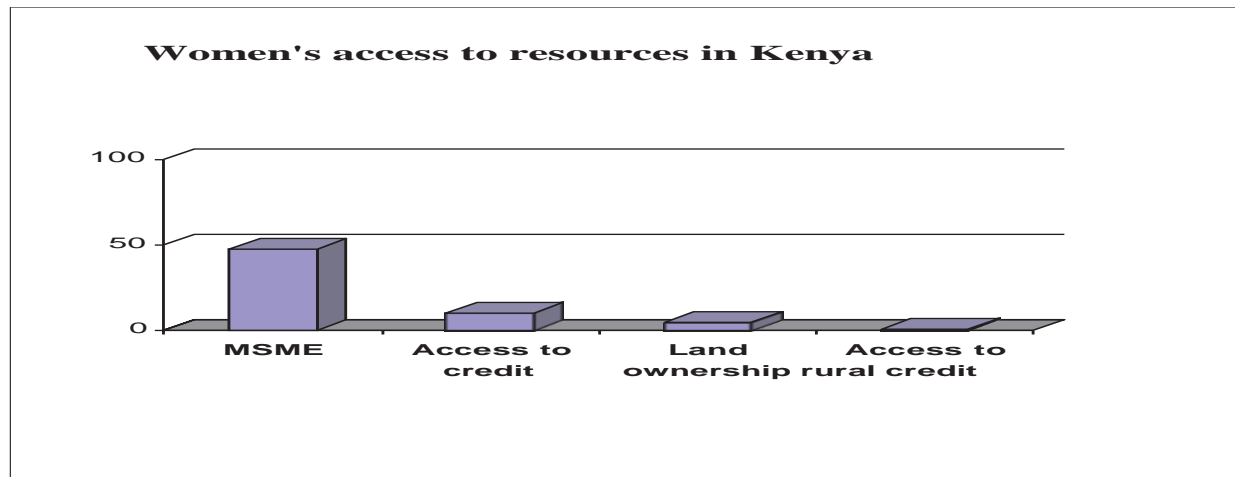 Women's access to resources in Kenya
100
50
0
MSME
Access to
credit
Land
ownership
Access to
rural credit